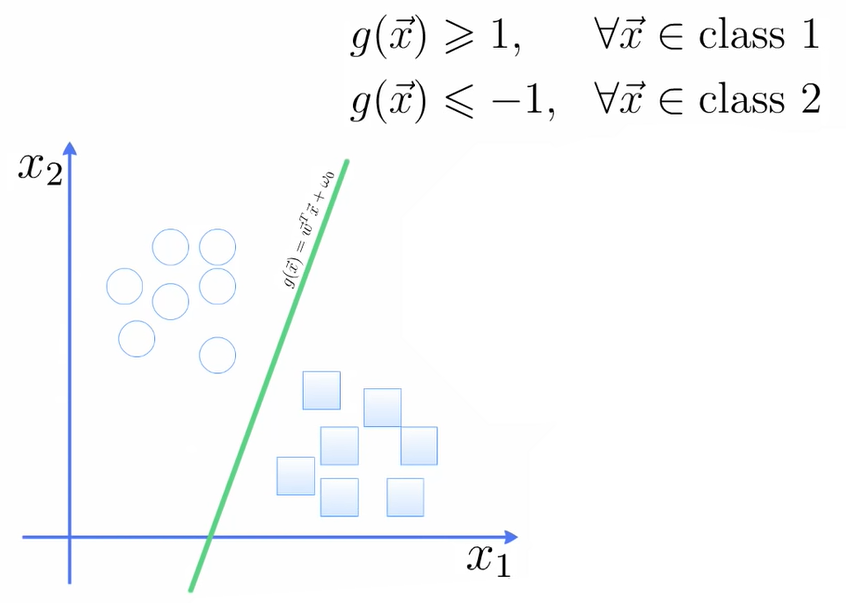 g(x⃗) ⩾ 1, ∀x⃗ ∈ class 1
g(x⃗) ⩽ −1, ∀x⃗ ∈ class 2
x₂
g(x⃗) = w⃗ᵀx⃗ + ω₀
x₁